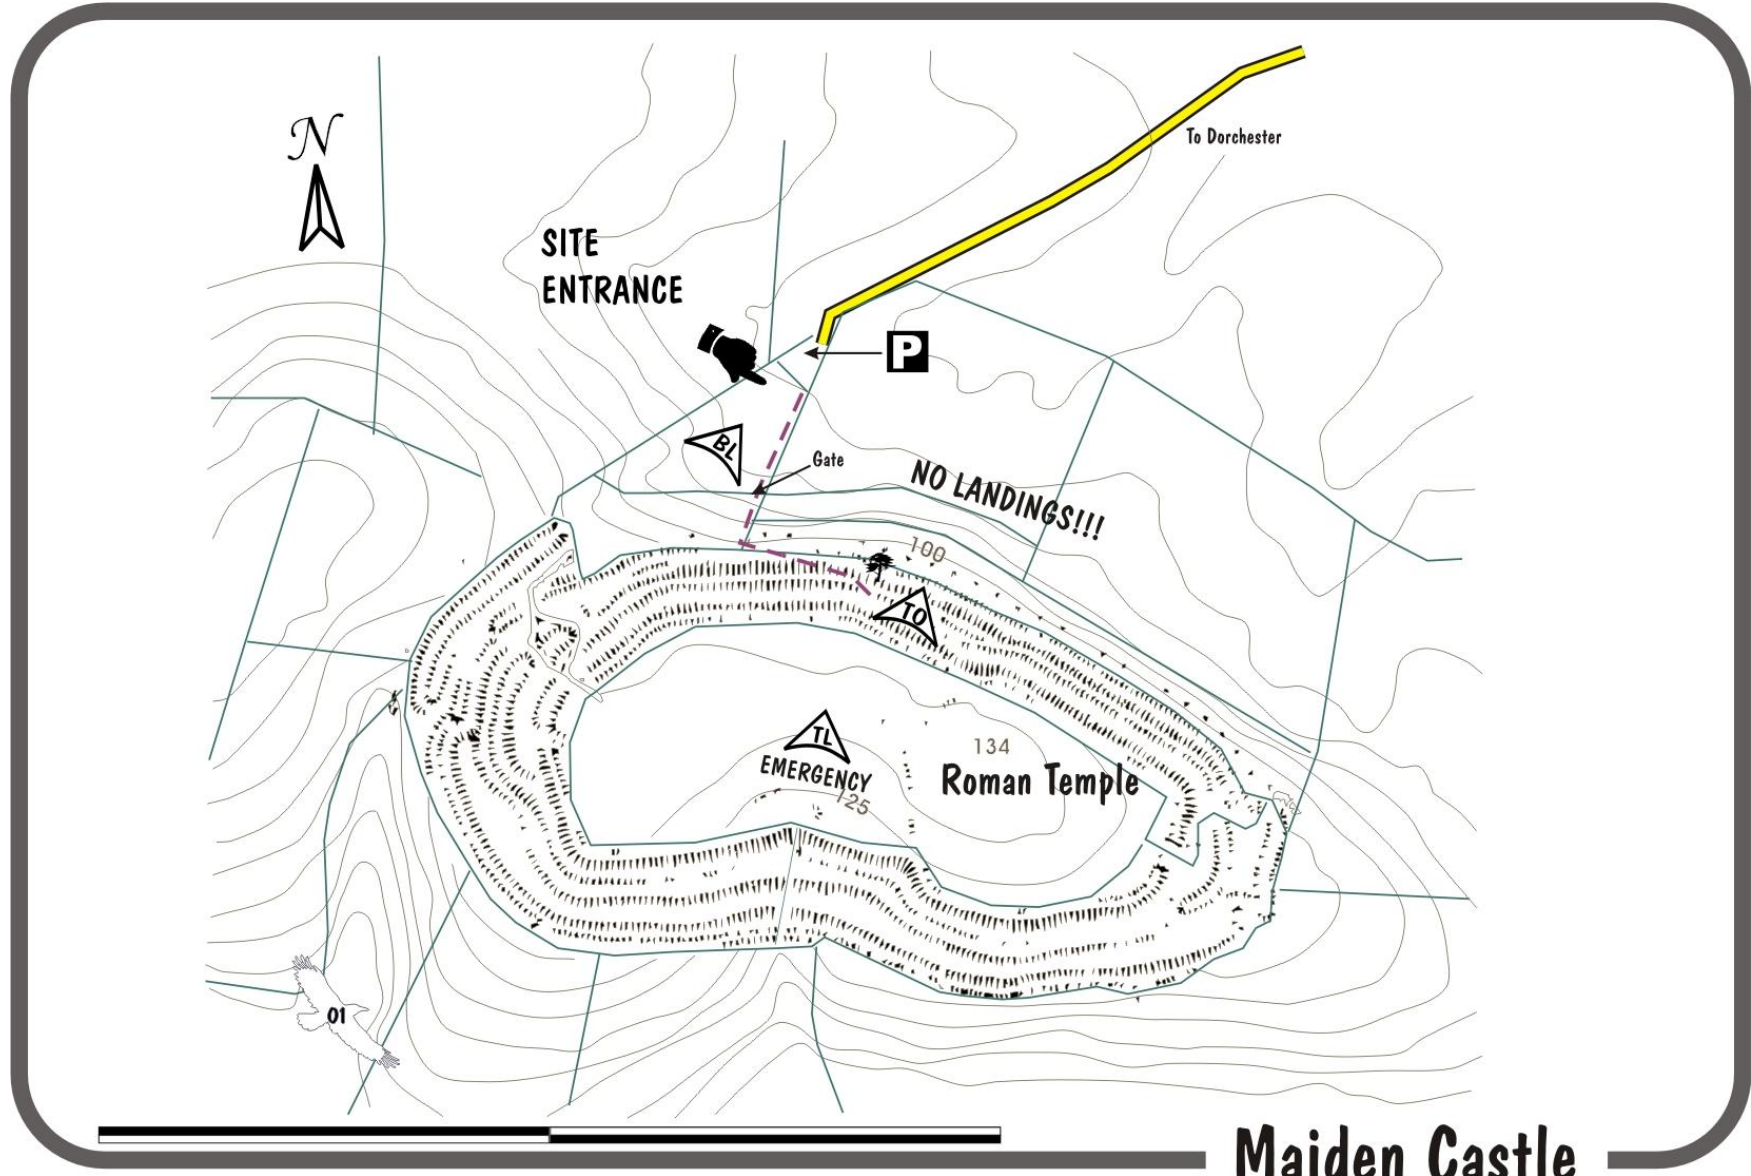 N
To Dorchester
SITE
ENTRANCE
P
BL
Gate
NO LANDINGS!!!
100
TO
TL
EMERGENCY
134
Roman Temple
125
01
Maiden Castle